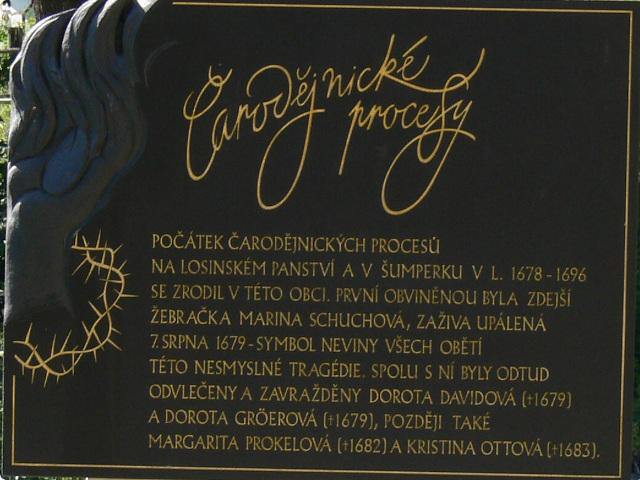 Čarodějnické
procesy
POČÁTEK ČARODĚJNICKÝCH PROCESŮ
NA LOSINSKÉM PANSTVÍ A V ŠUMPERKU V L. 1678-1696
SE ZRODIL V TÉTO OBCI. PRVNÍ OBVINĚNOU BYLA ZDEJŠÍ
ŽEBRAČKA MARINA SCHUCHOVÁ, ZAŽIVA UPÁLENÁ
7. SRPNA 1679-SYMBOL NEVINY VŠECH OBĚTÍ
TÉTO NESMYSLNÉ TRAGÉDIE. SPOLU S NÍ BYLY ODTUD
ODVLEČENY A ZAVRAŽDĚNY DOROTA DAVIDOVÁ (†1679)
A DOROTA GRÖEROVÁ (†1679), POZDĚJI TAKÉ
MARGARITA PROKELOVÁ (†1682) A KRISTINA OTTOVÁ (†1683).